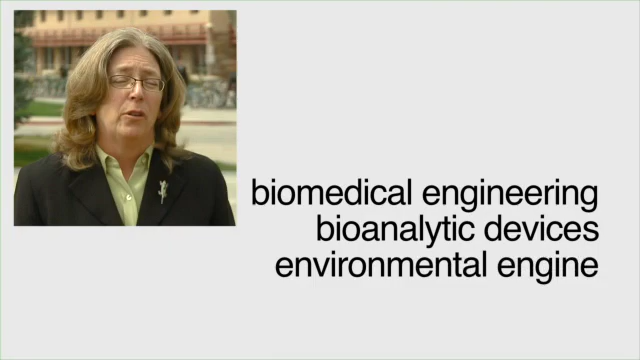 biomedical engineering
bioanalytic devices
environmental engine